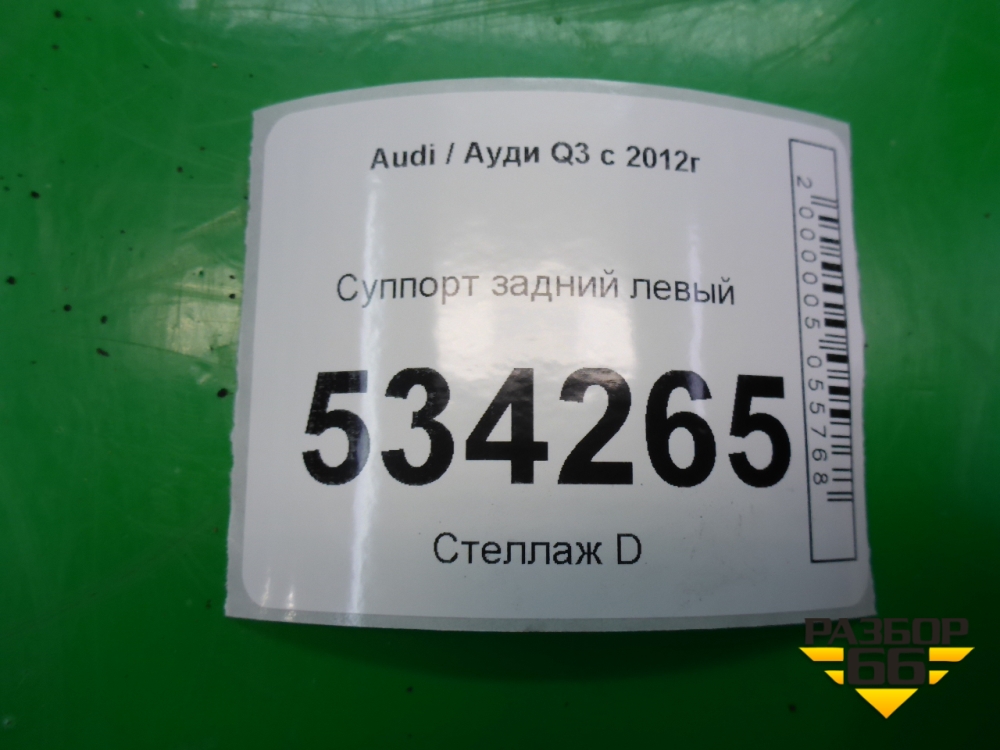 Audi / Ауди Q3 с 2012г
Суппорт задний левый
534265
Стеллаж D
2000005055768
РАЗБОР
66